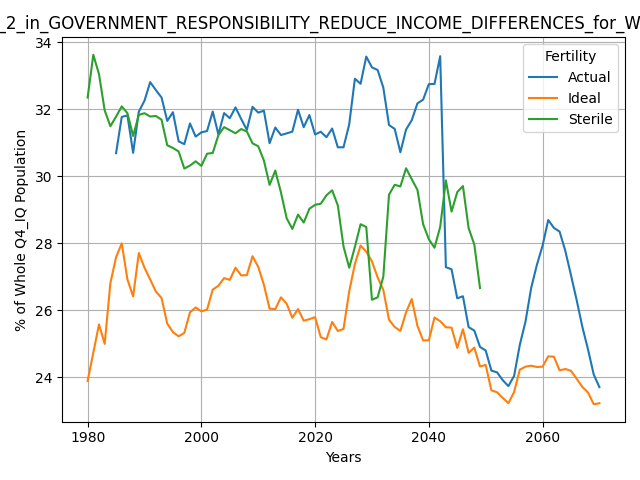 _2_in_GOVERNMENT_RESPONSIBILITY_REDUCE_INCOME_DIFFERENCES_for_W
Fertility
Actual
Ideal
Sterile
% of Whole Q4_IQ Population
34
32
30
28
26
24
1980
2000
2020
2040
2060
Years